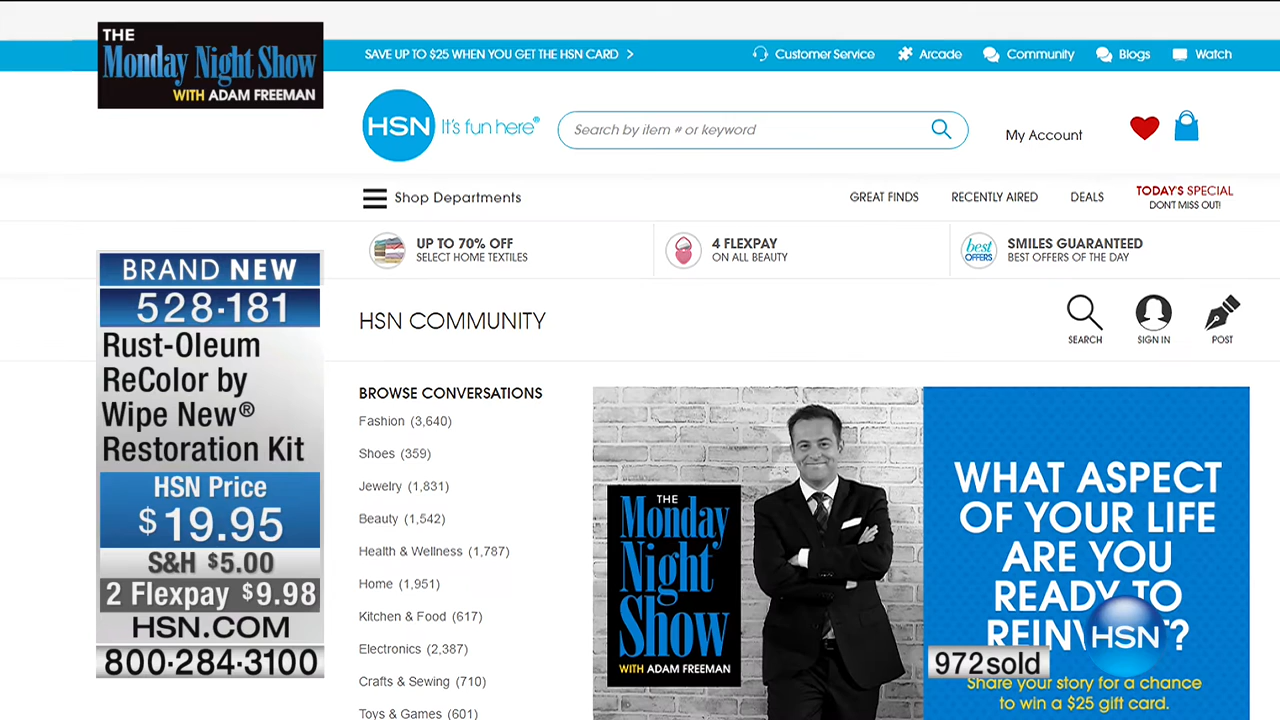 THE
Monday Night Show
WITH ADAM FREEMAN
SAVE UP TO $25 WHEN YOU GET THE HSN CARD >
Customer Service
Arcade
Community
Blogs
Watch
HSN It's fun here®
Search by item # or keyword
My Account
Shop Departments
GREAT FINDS
RECENTLY AIRED
DEALS
TODAY'S SPECIAL
DON'T MISS OUT!
UP TO 70% OFF
SELECT HOME TEXTILES
4 FLEXPAY
ON ALL BEAUTY
best
OFFERS
SMILES GUARANTEED
BEST OFFERS OF THE DAY
BRAND NEW
528-181
Rust-Oleum
ReColor by
Wipe New®
Restoration Kit
HSN Price
$19.95
S&H $5.00
2 Flexpay $9.98
HSN.COM
800-284-3100
HSN COMMUNITY
SEARCH
SIGN IN
POST
BROWSE CONVERSATIONS
Fashion (3,640)
Shoes (359)
Jewelry (1,831)
Beauty (1,542)
Health & Wellness (1,787)
Home (1,951)
Kitchen & Food (617)
Electronics (2,387)
Crafts & Sewing (710)
Toys & Games (601)
THE
Monday
Night
Show
WITH ADAM FREEMAN
WHAT ASPECT
OF YOUR LIFE
ARE YOU
READY TO
?
HSN
972 sold
Share your story for a chance
to win a $25 gift card.